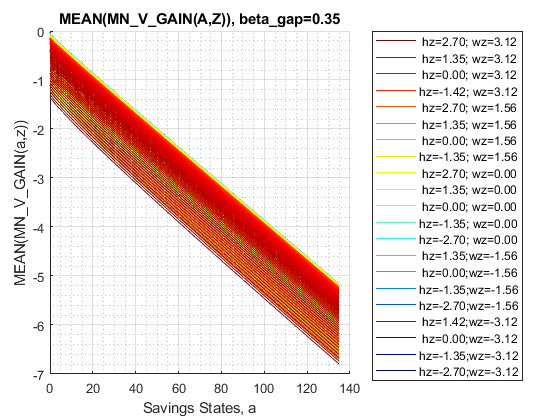 MEAN(MN_V_GAIN(A,Z)), beta_gap=0.35
0
-1
-2
-3
-4
-5
-6
-7
MEAN(MN_V_GAIN(a,z))
0 20 40 60 80 100 120 140
Savings States, a
hz=2.70; wz=3.12
hz=1.35; wz=3.12
hz=0.00; wz=3.12
hz=-1.42; wz=3.12
hz=2.70; wz=1.56
hz=1.35; wz=1.56
hz=0.00; wz=1.56
hz=-1.35; wz=1.56
hz=2.70; wz=0.00
hz=1.35; wz=0.00
hz=0.00; wz=0.00
hz=-1.35; wz=0.00
hz=-2.70; wz=0.00
hz=1.35;wz=-1.56
hz=0.00;wz=-1.56
hz=-1.35;wz=-1.56
hz=-2.70;wz=-1.56
hz=1.42;wz=-3.12
hz=0.00;wz=-3.12
hz=-1.35;wz=-3.12
hz=-2.70;wz=-3.12